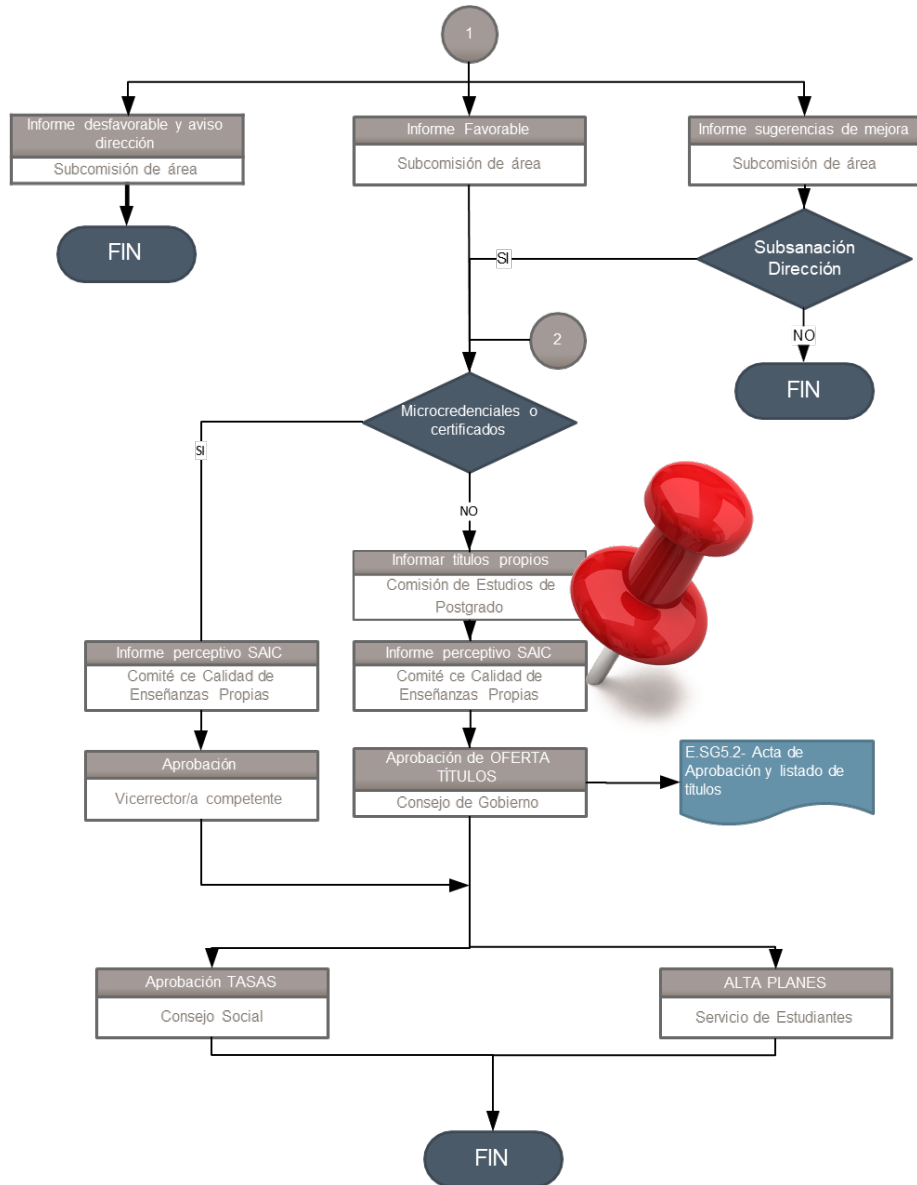 1
Informe desfavorable y aviso
dirección
Subcomisión de área
Informe Favorable
Subcomisión de área
Informe sugerencias de mejora
Subcomisión de área
FIN
Subsanación
Dirección
SI
NO
2
FIN
Microcredenciales o
certificados
SI
NO
Informar títulos propios
Comisión de Estudios de
Postgrado
Informe perceptivo SAIC
Comité ce Calidad de
Enseñanzas Propias
Informe perceptivo SAIC
Comité ce Calidad de
Enseñanzas Propias
Aprobación
Vicerrector/a competente
Aprobación de OFERTA
TÍTULOS
Consejo de Gobierno
E.SG5.2- Acta de
Aprobación y listado de
títulos
Aprobación TASAS
Consejo Social
ALTA PLANES
Servicio de Estudiantes
FIN